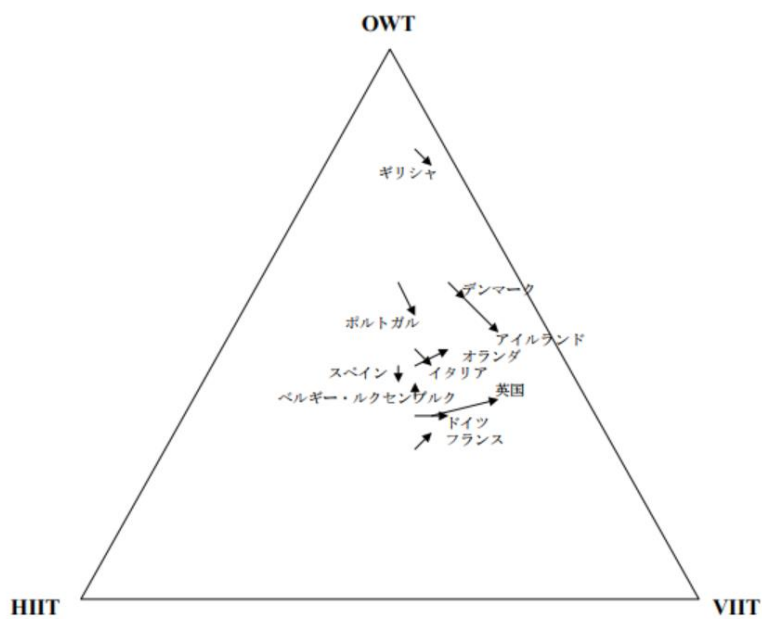 OWT
ギリシャ
デンマーク
ポルトガル
アイルランド
オランダ
スペイン
イタリア
英国
ベルギー・ルクセンブルク
ドイツ
フランス
HIIT
VIIT